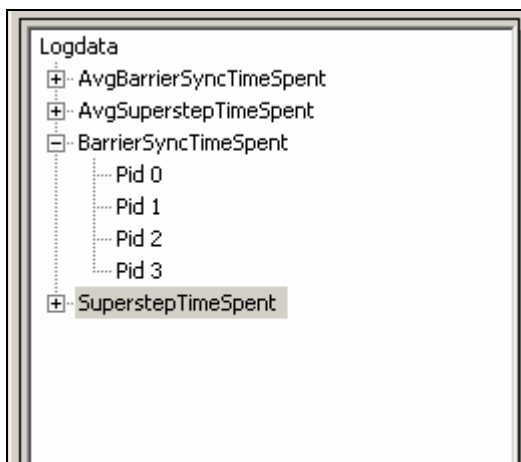 Logdata
AvgBarrierSyncTimeSpent
AvgSuperstepTimeSpent
BarrierSyncTimeSpent
Pid 0
Pid 1
Pid 2
Pid 3
SuperstepTimeSpent